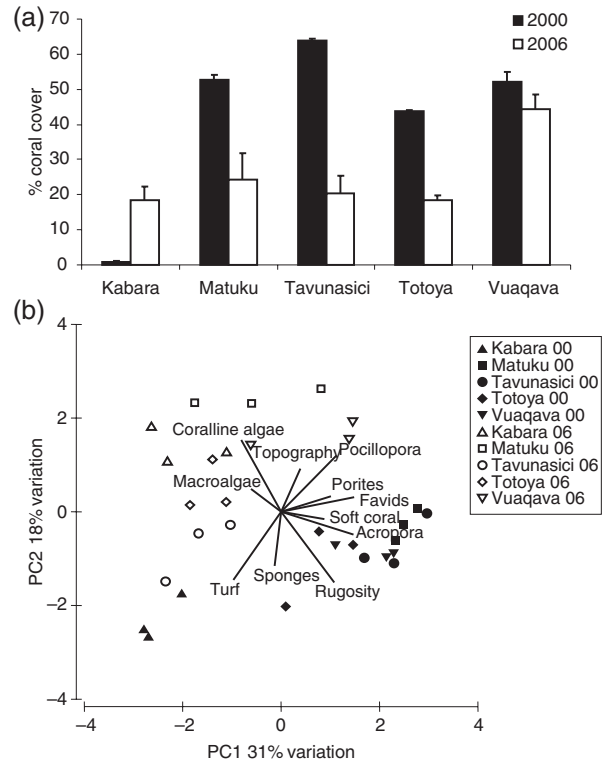 (a)
70
60
50
40
30
20
10
0
% coral cover
2000
2006
Kabara Matuku Tavunasici Totoya Vuaqava
(b)
4
2
0
−2
−4
PC2 18% variation
Coralline algae
Topography
Pocillopora
Macroalgae
Porites
Favids
Soft coral
Acropora
Sponges
Turf
Rugosity
−4 −2 0 2 4
PC1 31% variation
Kabara 00
Matuku 00
Tavunasici 00
Totoya 00
Vuaqava 00
Kabara 06
Matuku 06
Tavunasici 06
Totoya 06
Vuaqava 06